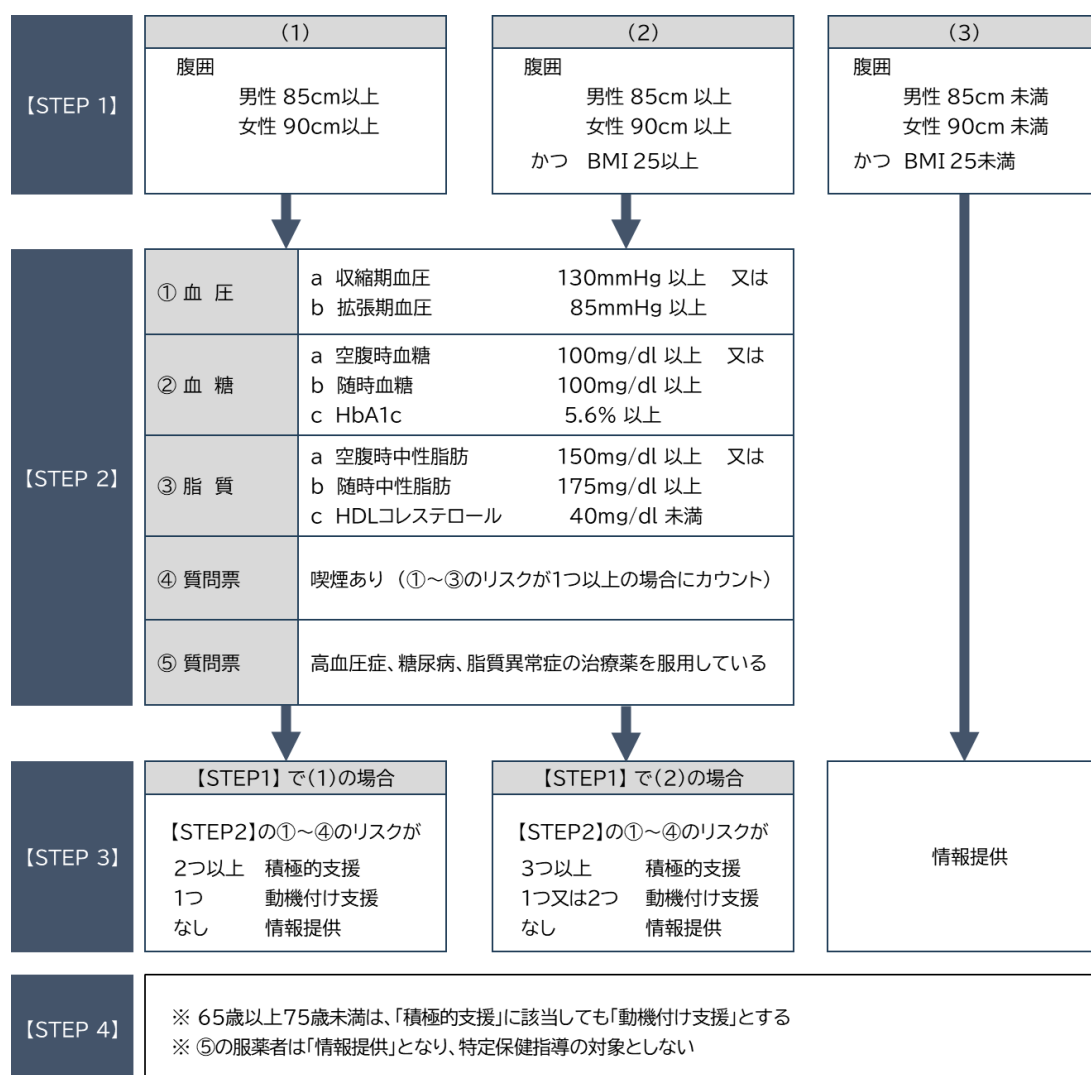 【STEP 1】
(1)
腹囲
男性 85cm以上
女性 90cm以上
(2)
腹囲
男性 85cm 以上
女性 90cm 以上
かつ BMI 25以上
(3)
腹囲
男性 85cm 未満
女性 90cm 未満
かつ BMI 25未満
【STEP 2】
① 血 圧
a 収縮期血圧 130mmHg 以上 又は
b 拡張期血圧 85mmHg 以上
② 血 糖
a 空腹時血糖 100mg/dl 以上 又は
b 随時血糖 100mg/dl 以上
c HbA1c 5.6% 以上
③ 脂 質
a 空腹時中性脂肪 150mg/dl 以上 又は
b 随時中性脂肪 175mg/dl 以上
c HDLコレステロール 40mg/dl 未満
④ 質問票
喫煙あり (①~③のリスクが1つ以上の場合にカウント)
⑤ 質問票
高血圧症、糖尿病、脂質異常症の治療薬を服用している
【STEP 3】
【STEP1】で(1)の場合
【STEP2】の①~④のリスクが
2つ以上 積極的支援
1つ 動機付け支援
なし 情報提供
【STEP1】で(2)の場合
【STEP2】の①~④のリスクが
3つ以上 積極的支援
1つ又は2つ 動機付け支援
なし 情報提供
情報提供
【STEP 4】
※ 65歳以上75歳未満は、「積極的支援」に該当しても「動機付け支援」とする
※ ⑤の服薬者は「情報提供」となり、特定保健指導の対象としない